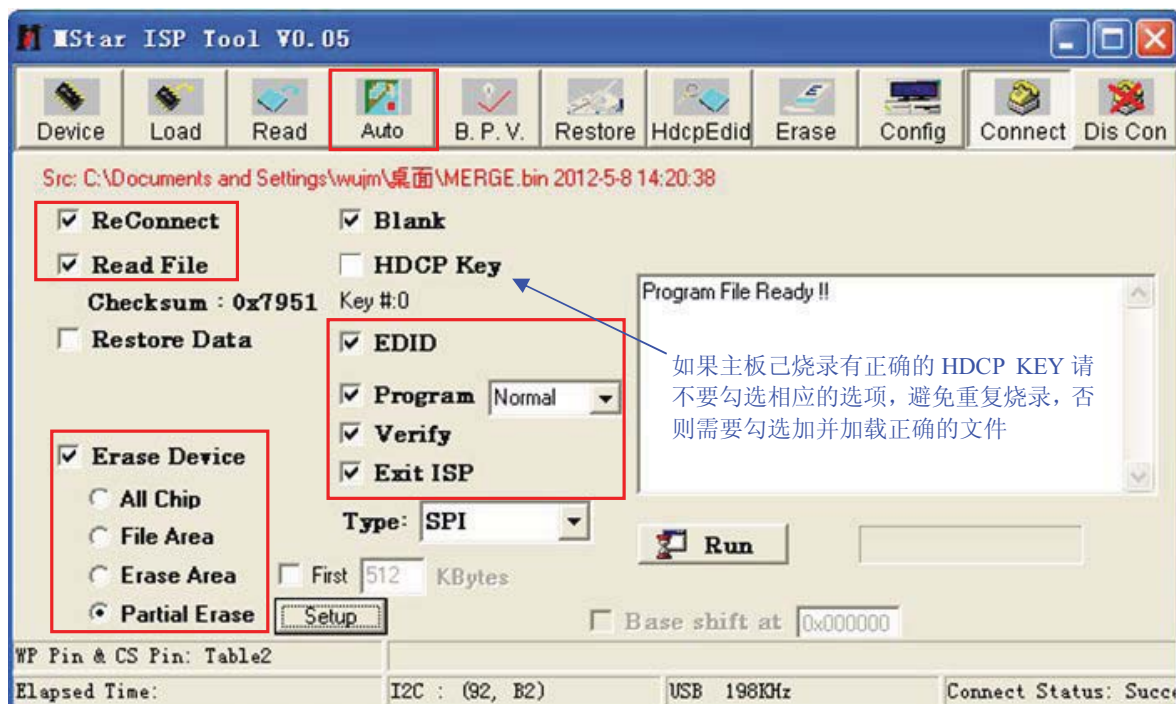 MStar ISP Tool V0.05
Device Load Read Auto B.P.V. Restore HdcpEdid Erase Config Connect Dis Con
Src: C:\Documents and Settings\wujm\桌面\MERGE.bin 2012-5-8 14:20:38
ReConnect
Read File
Checksum : 0x7951
Restore Data
Erase Device
All Chip
File Area
Erase Area
Partial Erase
First 512 KBytes
Setup
Blank
HDCP Key
Key #:0
EDID
Program Normal
Verify
Exit ISP
Type: SPI
Program File Ready !!
如果主板已烧录有正确的 HDCP KEY 请
不要勾选相应的选项，避免重复烧录，否
则需要勾选加并加载正确的文件
Run
Base shift at 0x000000
WP Pin & CS Pin: Table2
Elapsed Time: I2C : (92, B2) USB 198KHz Connect Status: Succe